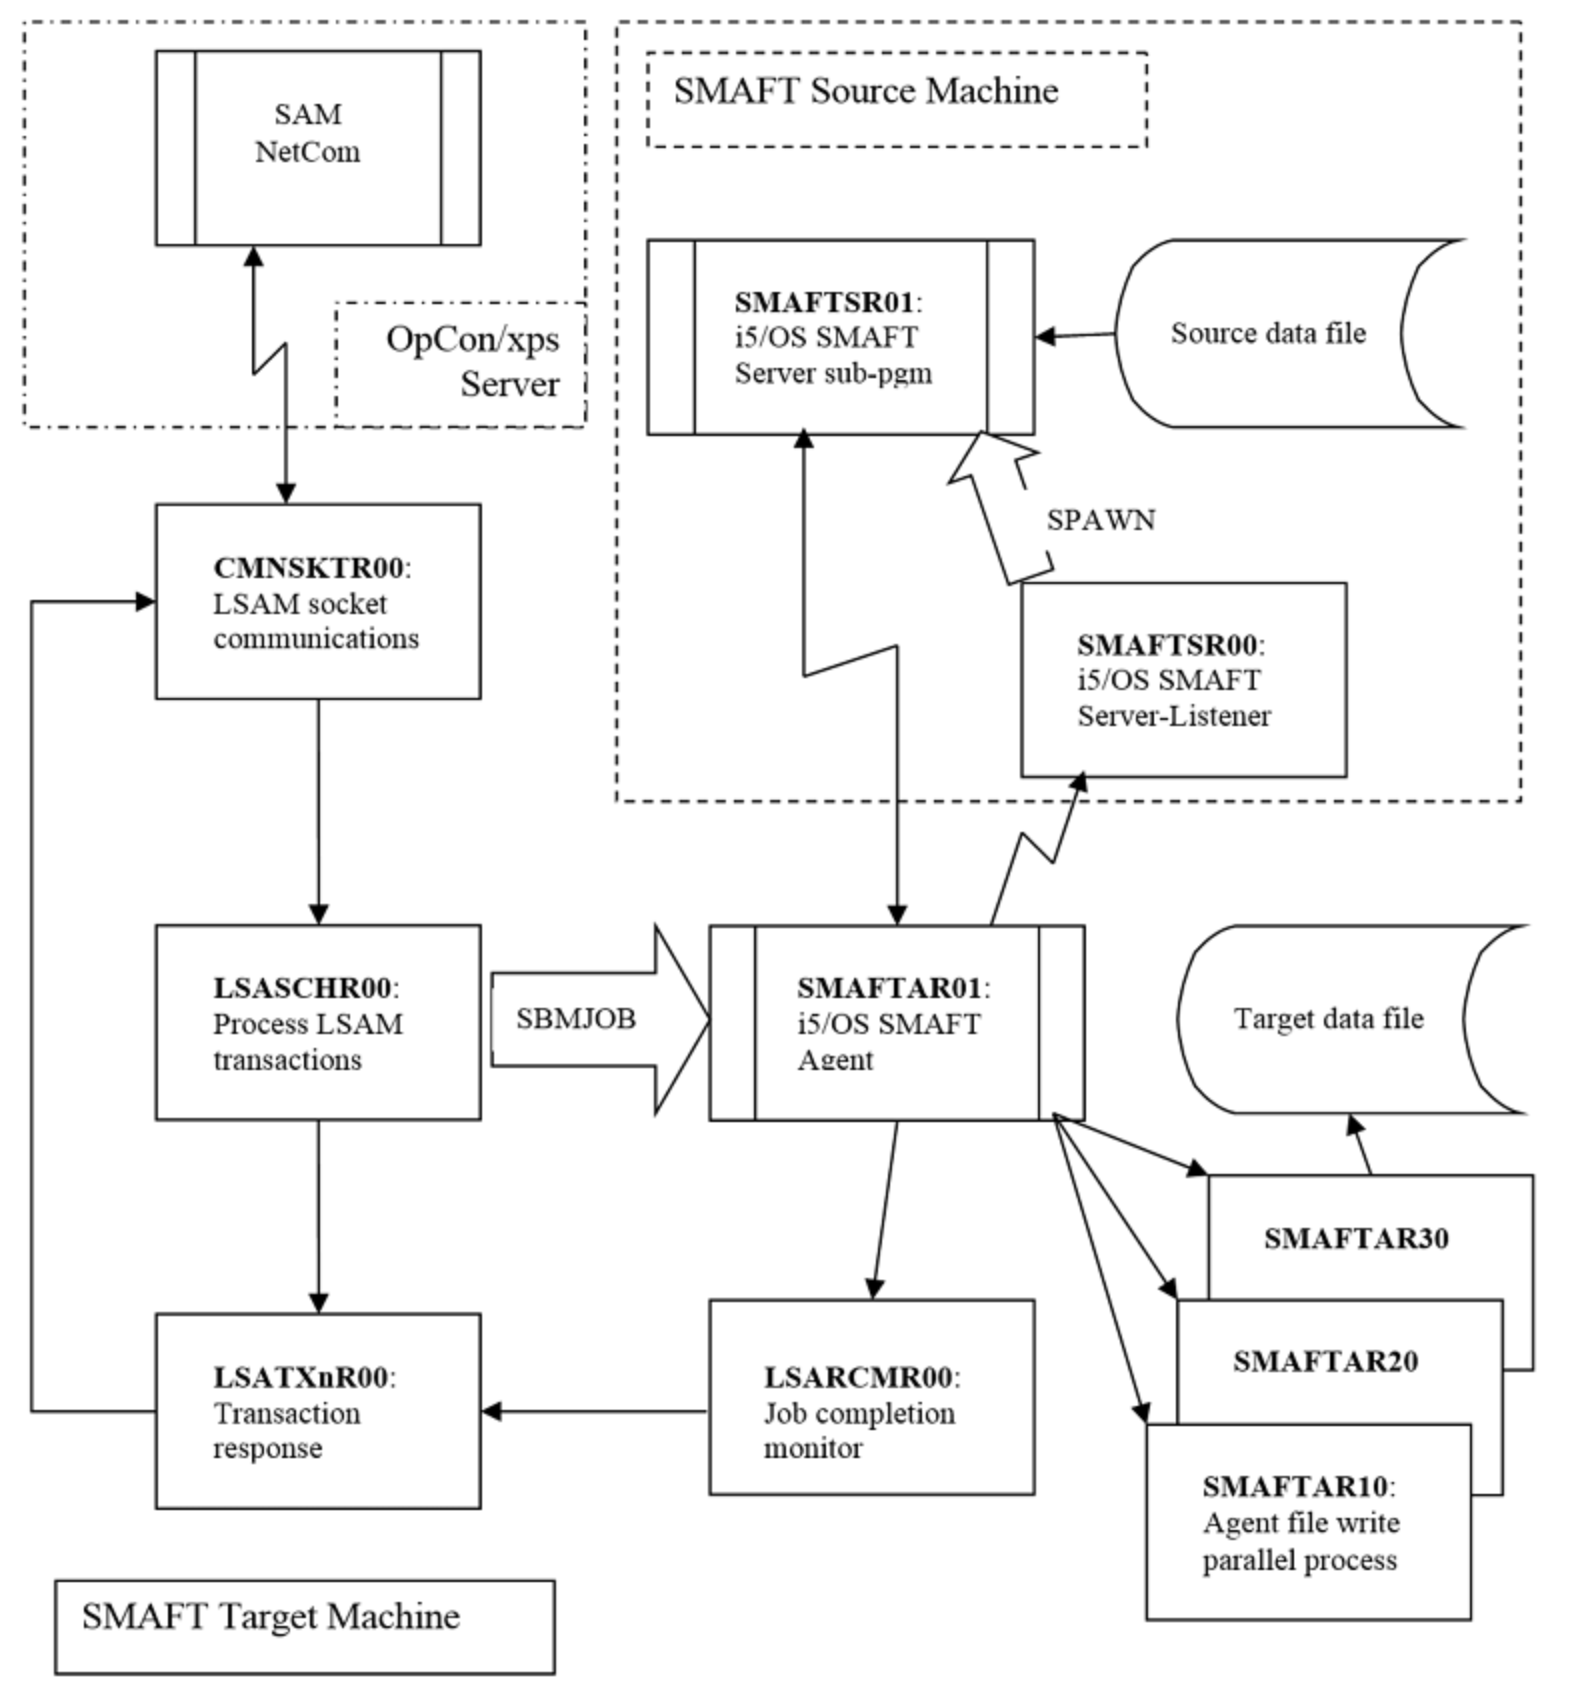 SAM
NetCom
OpCon/xps
Server
SMAFT Source Machine
SMAFTSR01:
i5/OS SMAFT
Server sub-pgm
Source data file
SPAWN
SMAFTSR00:
i5/OS SMAFT
Server-Listener
CMNSKTR00:
LSAM socket
communications
LSASCHR00:
Process LSAM
transactions
SBMJOB
SMAFTAR01:
i5/OS SMAFT
Agent
Target data file
SMAFTAR30
SMAFTAR20
SMAFTAR10:
Agent file write
parallel process
LSATXnR00:
Transaction
response
LSARCMR00:
Job completion
monitor
SMAFT Target Machine